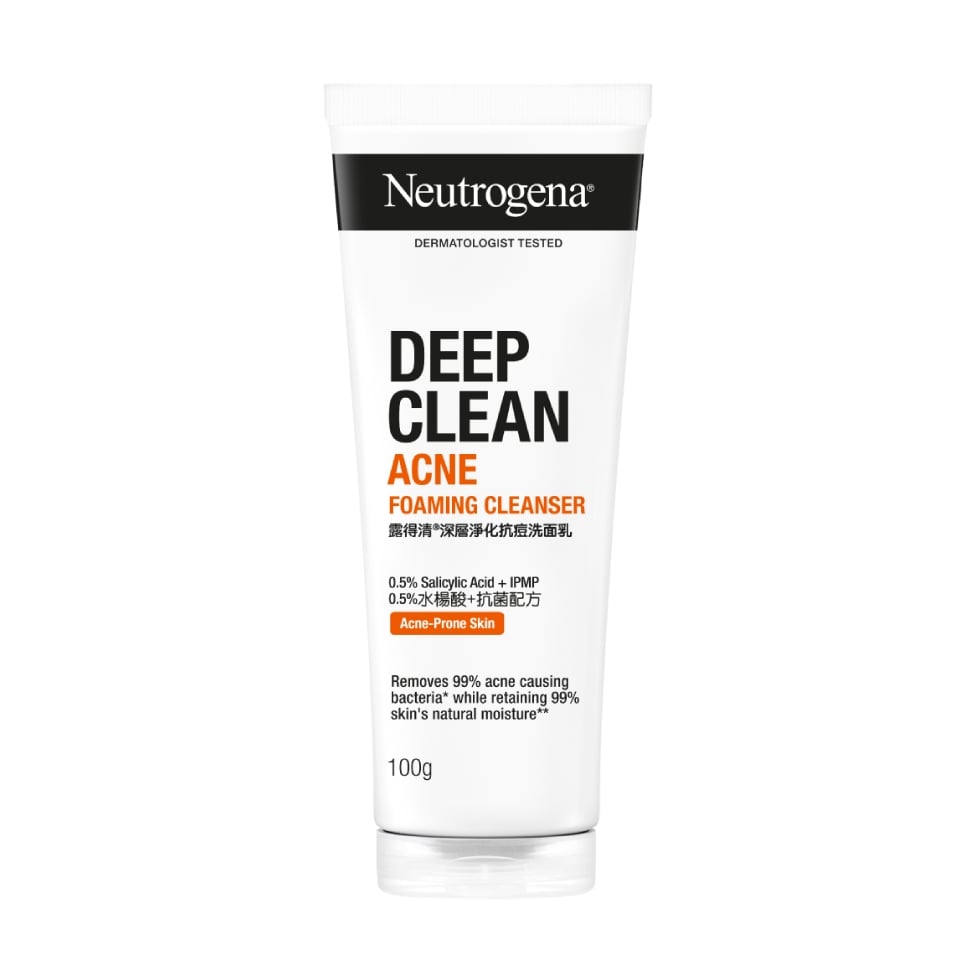 Neutrogena®
DERMATOLOGIST TESTED
DEEP
CLEAN
ACNE
FOAMING CLEANSER
露得清®深層淨化抗痘洗面乳
0.5% Salicylic Acid + IPMP
0.5%水楊酸+抗菌配方
Acne-Prone Skin
Removes 99% acne causing
bacteria* while retaining 99%
skin's natural moisture**
100g